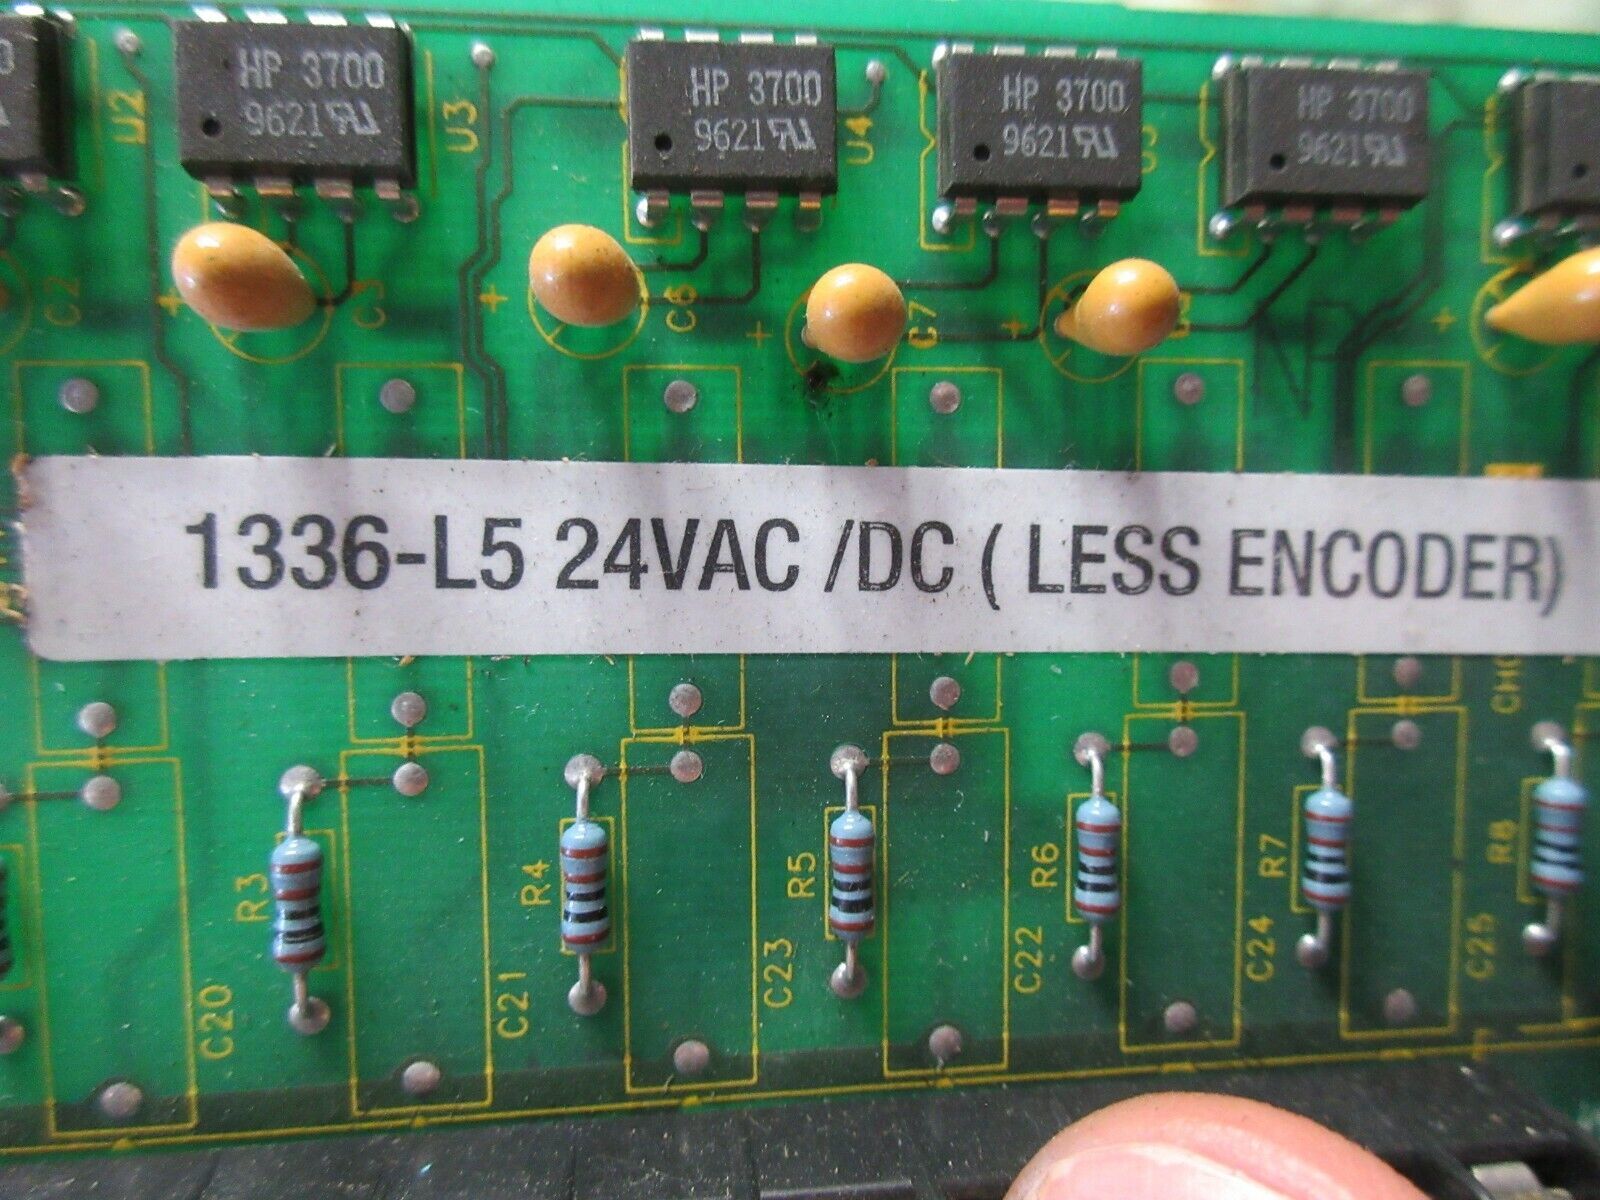 U2
HP 3700
9621
U3
HP 3700
9621
U4
HP 3700
9621
HP 3700
9621
C2
+
C3
+
C6
+
C7
+
+
1336-L5 24VAC /DC ( LESS ENCODER)
R3
R4
R5
R6
R7
R8
C20
C21
C23
C22
C24
C25